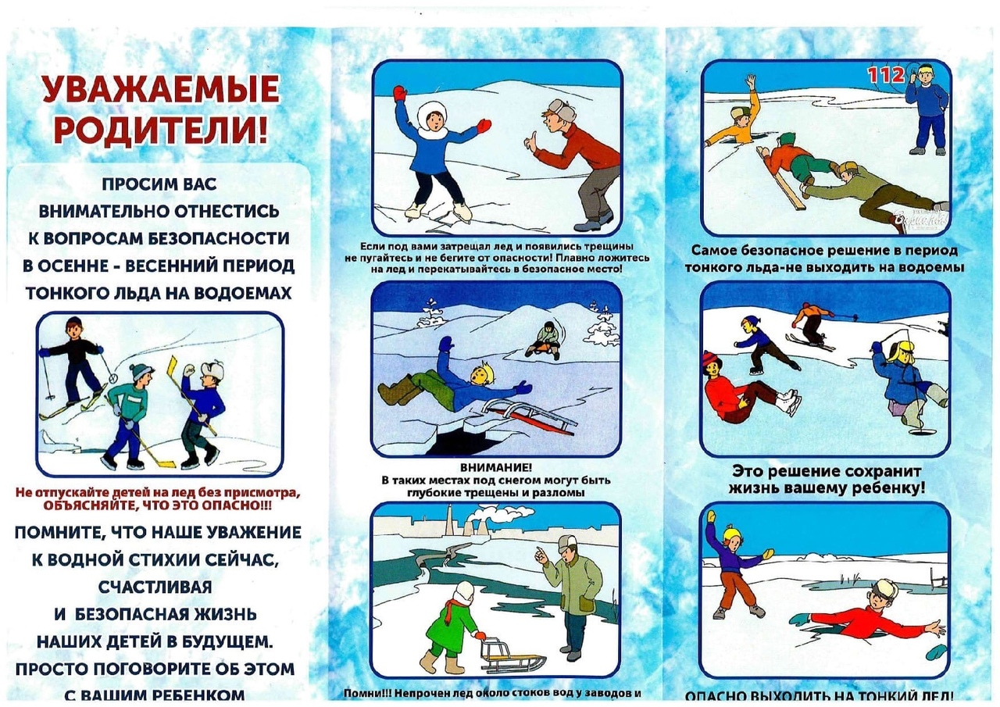 УВАЖАЕМЫЕ
РОДИТЕЛИ!
ПРОСИМ ВАС
ВНИМАТЕЛЬНО ОТНЕСТИСЬ
К ВОПРОСАМ БЕЗОПАСНОСТИ
В ОСЕННЕ - ВЕСЕННИЙ ПЕРИОД
ТОНКОГО ЛЬДА НА ВОДОЕМАХ
Не отпускайте детей на лед без присмотра,
ОБЪЯСНЯЙТЕ, ЧТО ЭТО ОПАСНО!!!
ПОМНИТЕ, ЧТО НАШЕ УВАЖЕНИЕ
К ВОДНОЙ СТИХИИ СЕЙЧАС,
СЧАСТЛИВАЯ
И БЕЗОПАСНАЯ ЖИЗНЬ
НАШИХ ДЕТЕЙ В БУДУЩЕМ.
ПРОСТО ПОГОВОРИТЕ ОБ ЭТОМ
С ВАШИМ РЕБЕНКОМ
Если под вами затрещал лед и появились трещины
не пугайтесь и не бегите от опасности! Плавно ложитесь
на лед и перекатывайтесь в безопасное место!
ВНИМАНИЕ!
В таких местах под снегом могут быть
глубокие трещены и разломы
Помни!!! Непрочен лед около стоков вод у заводов и
112
Самое безопасное решение в период
тонкого льда-не выходить на водоемы
Это решение сохранит
жизнь вашему ребенку!
ОПАСНО ВЫХОДИТЬ НА ТОНКИЙ ЛЕД!